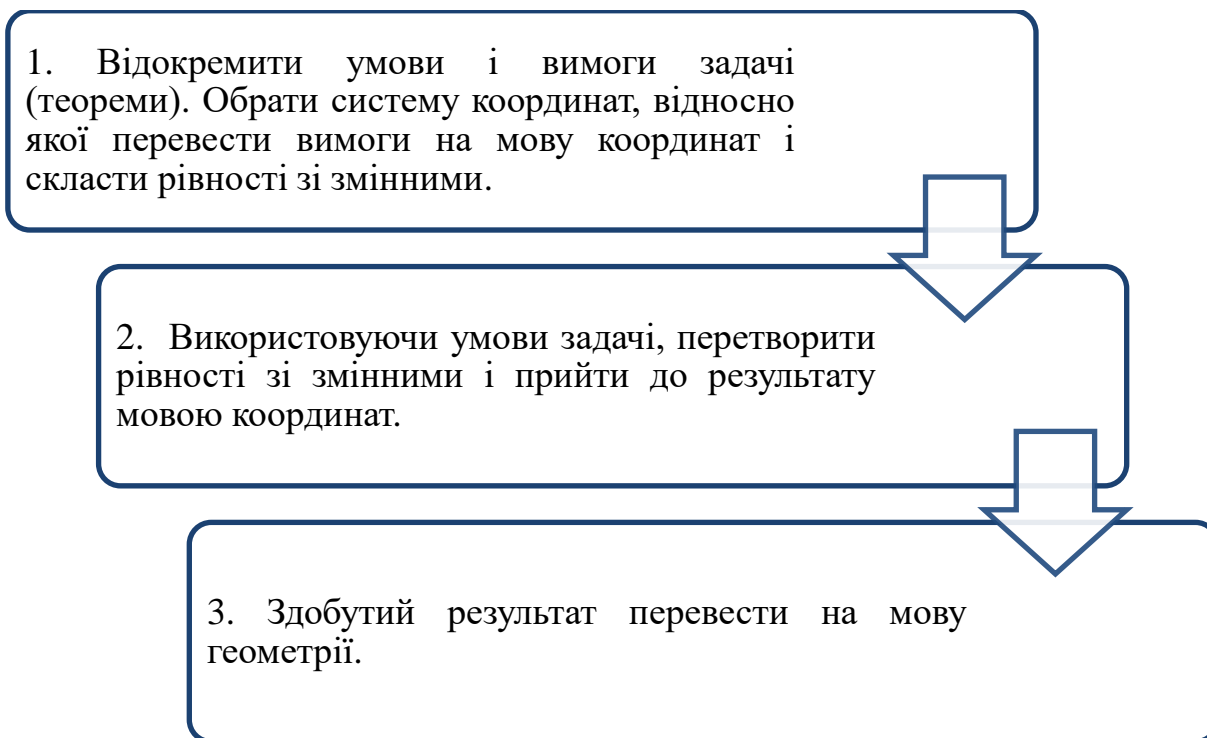 1. Відокремити умови і вимоги задачі
(теореми). Обрати систему координат, відносно
якої перевести вимоги на мову координат і
скласти рівності зі змінними.
2. Використовуючи умови задачі, перетворити
рівності зі змінними і прийти до результату
мовою координат.
3. Здобутий результат перевести на мову
геометрії.